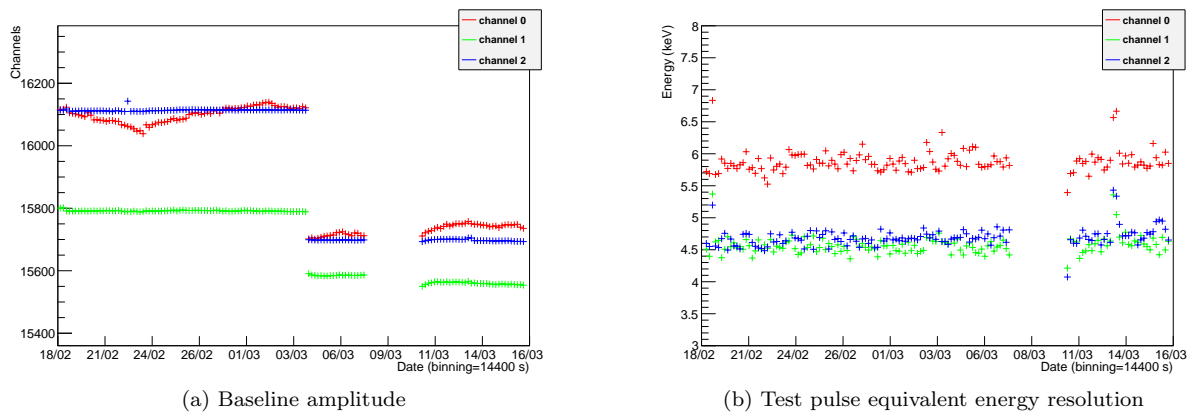 Channels
channel 0
channel 1
channel 2
16200
16000
15800
15600
15400
18/02 21/02 24/02 26/02 01/03 03/03 06/03 09/03 11/03 14/03 16/03
Date (binning=14400 s)
(a) Baseline amplitude
Energy (keV)
channel 0
channel 1
channel 2
8
7.5
7
6.5
6
5.5
5
4.5
4
3.5
3
18/02 21/02 24/02 26/02 01/03 03/03 06/03 08/03 11/03 14/03 16/03
Date (binning=14400 s)
(b) Test pulse equivalent energy resolution